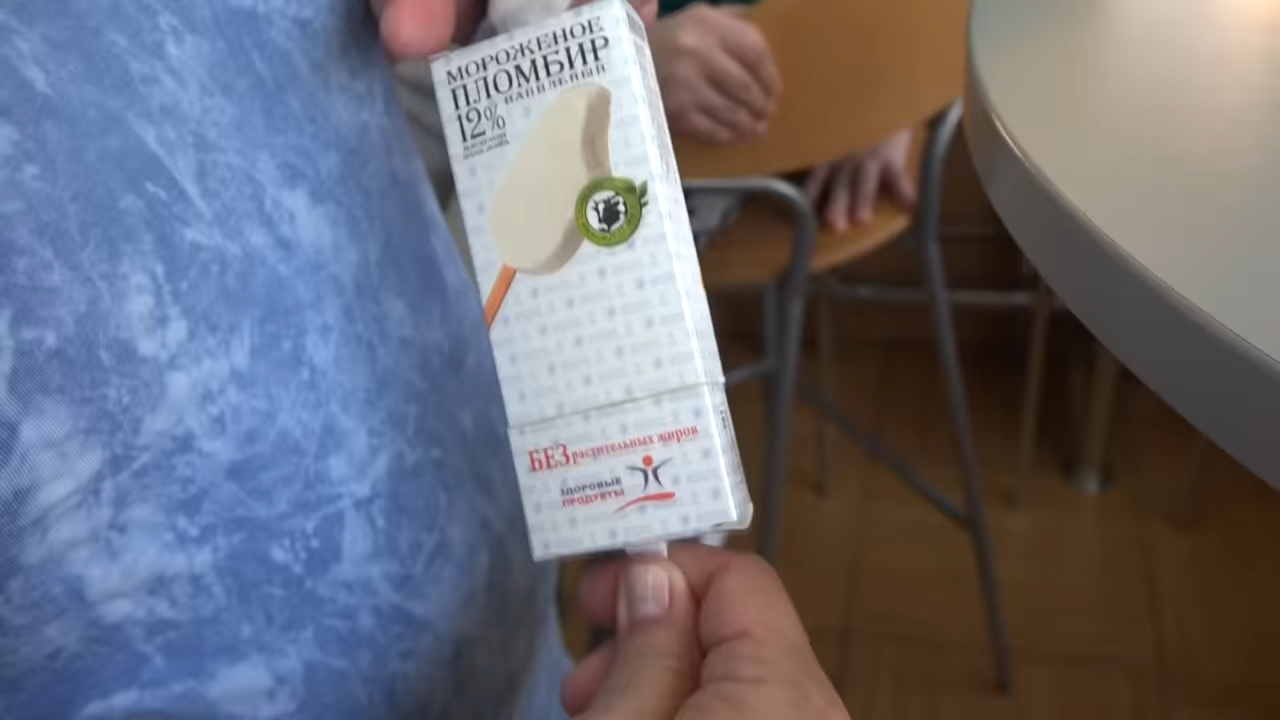 МОРОЖЕНОЕ
ПЛОМБИР
ВАНИЛЬНЫЙ
12%
БЕЗ растительных жиров
ЗДОРОВЫЕ
ПРОДУКТЫ